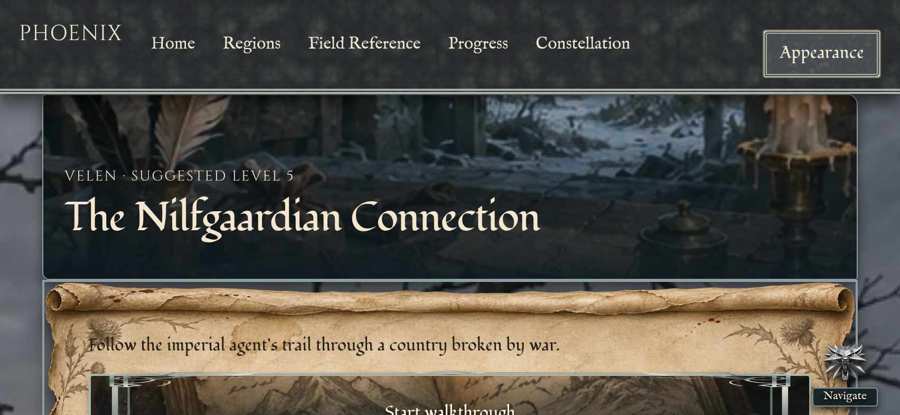 PHOENIX
Home
Regions
Field Reference
Progress
Constellation
Appearance
VELEN · SUGGESTED LEVEL 5
The Nilfgaardian Connection
Follow the imperial agent's trail through a country broken by war.
Start walkthrough
Navigate